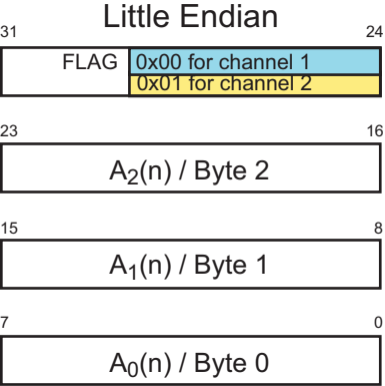 Little Endian
31 24
FLAG 0x00 for channel 1
0x01 for channel 2
23 16
A₂(n) / Byte 2
15 8
A₁(n) / Byte 1
7 0
A₀(n) / Byte 0